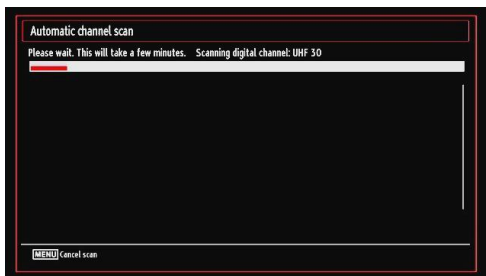 Automatic channel scan
Please wait. This will take a few minutes. Scanning digital channel: UHF 30
MENU Cancel scan